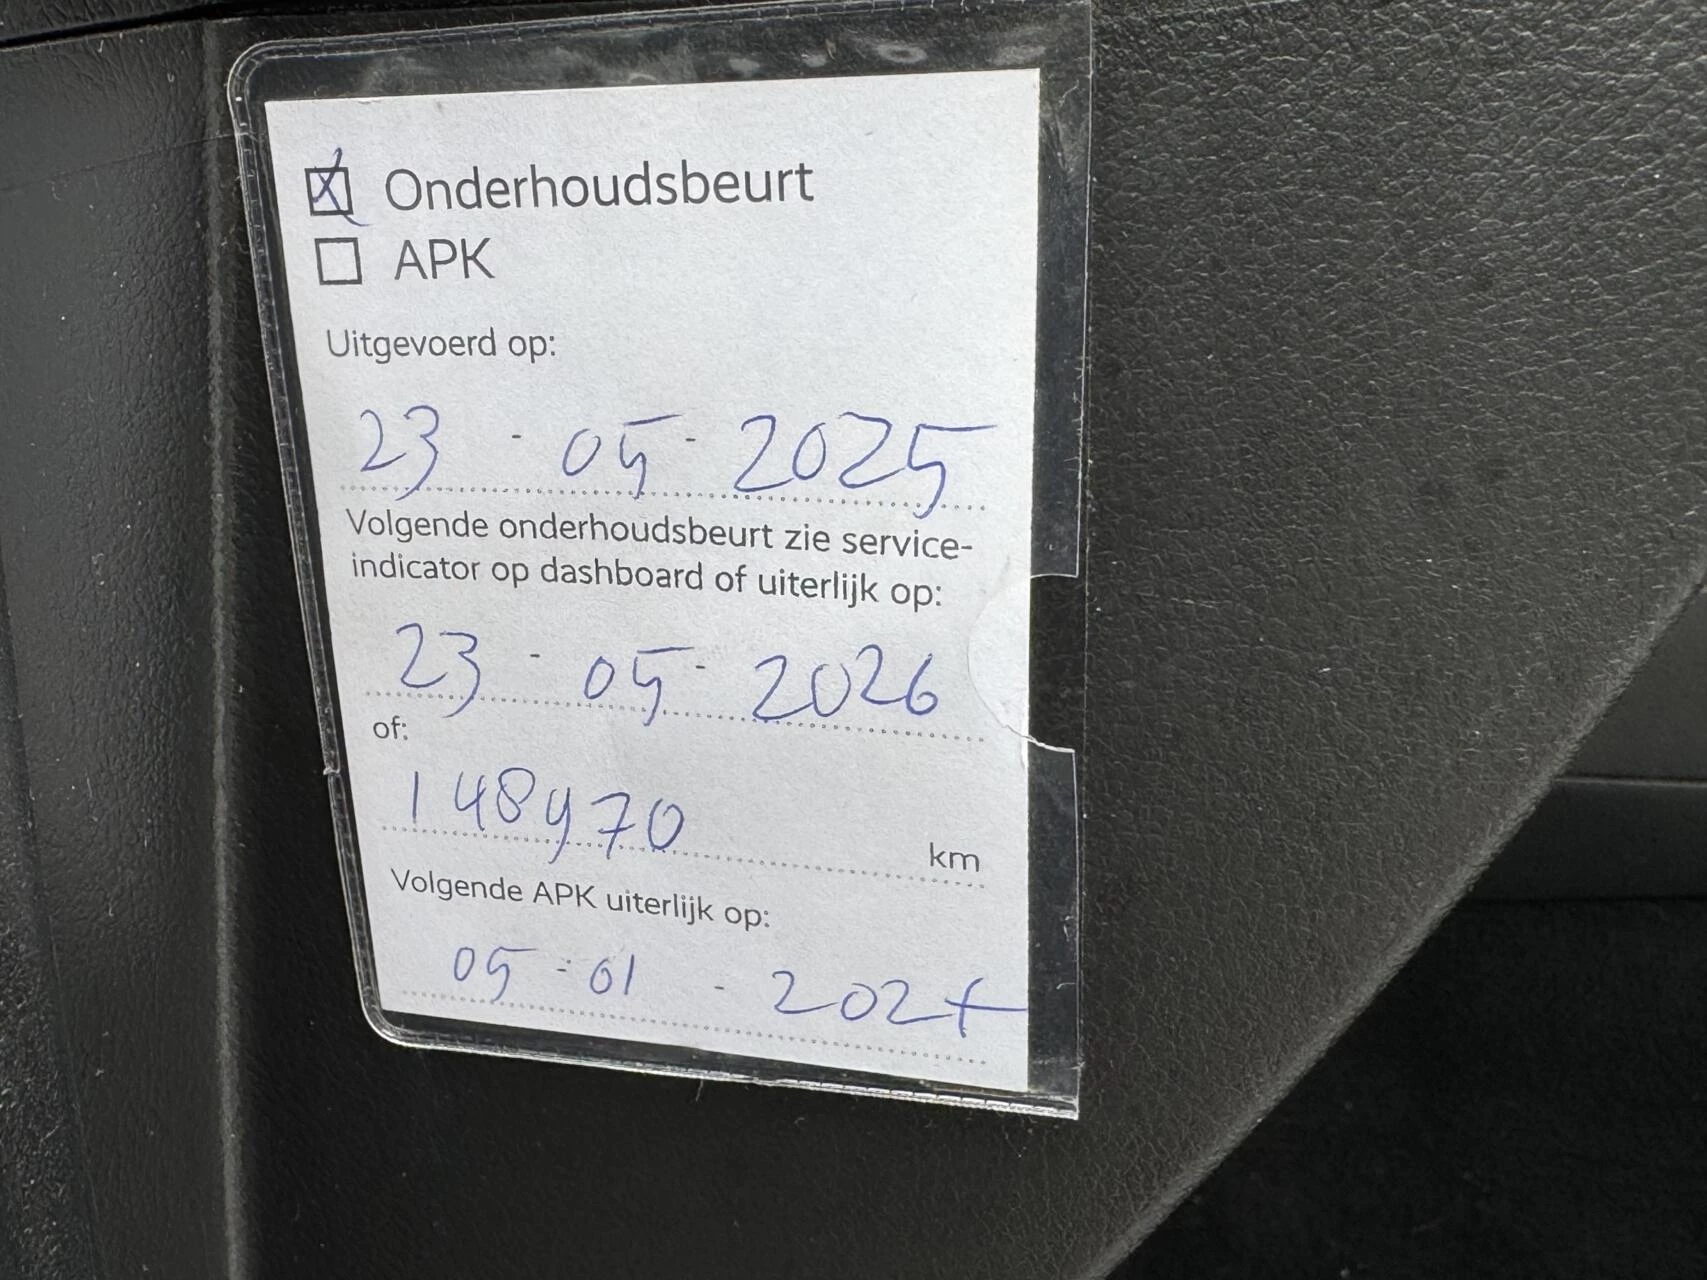 Onderhoudsbeurt
APK
Uitgevoerd op:
23 - 05 - 2025
Volgende onderhoudsbeurt zie service-
indicator op dashboard of uiterlijk op:
23 - 05 - 2026
of:
148970 km
Volgende APK uiterlijk op:
05 - 01 - 2027